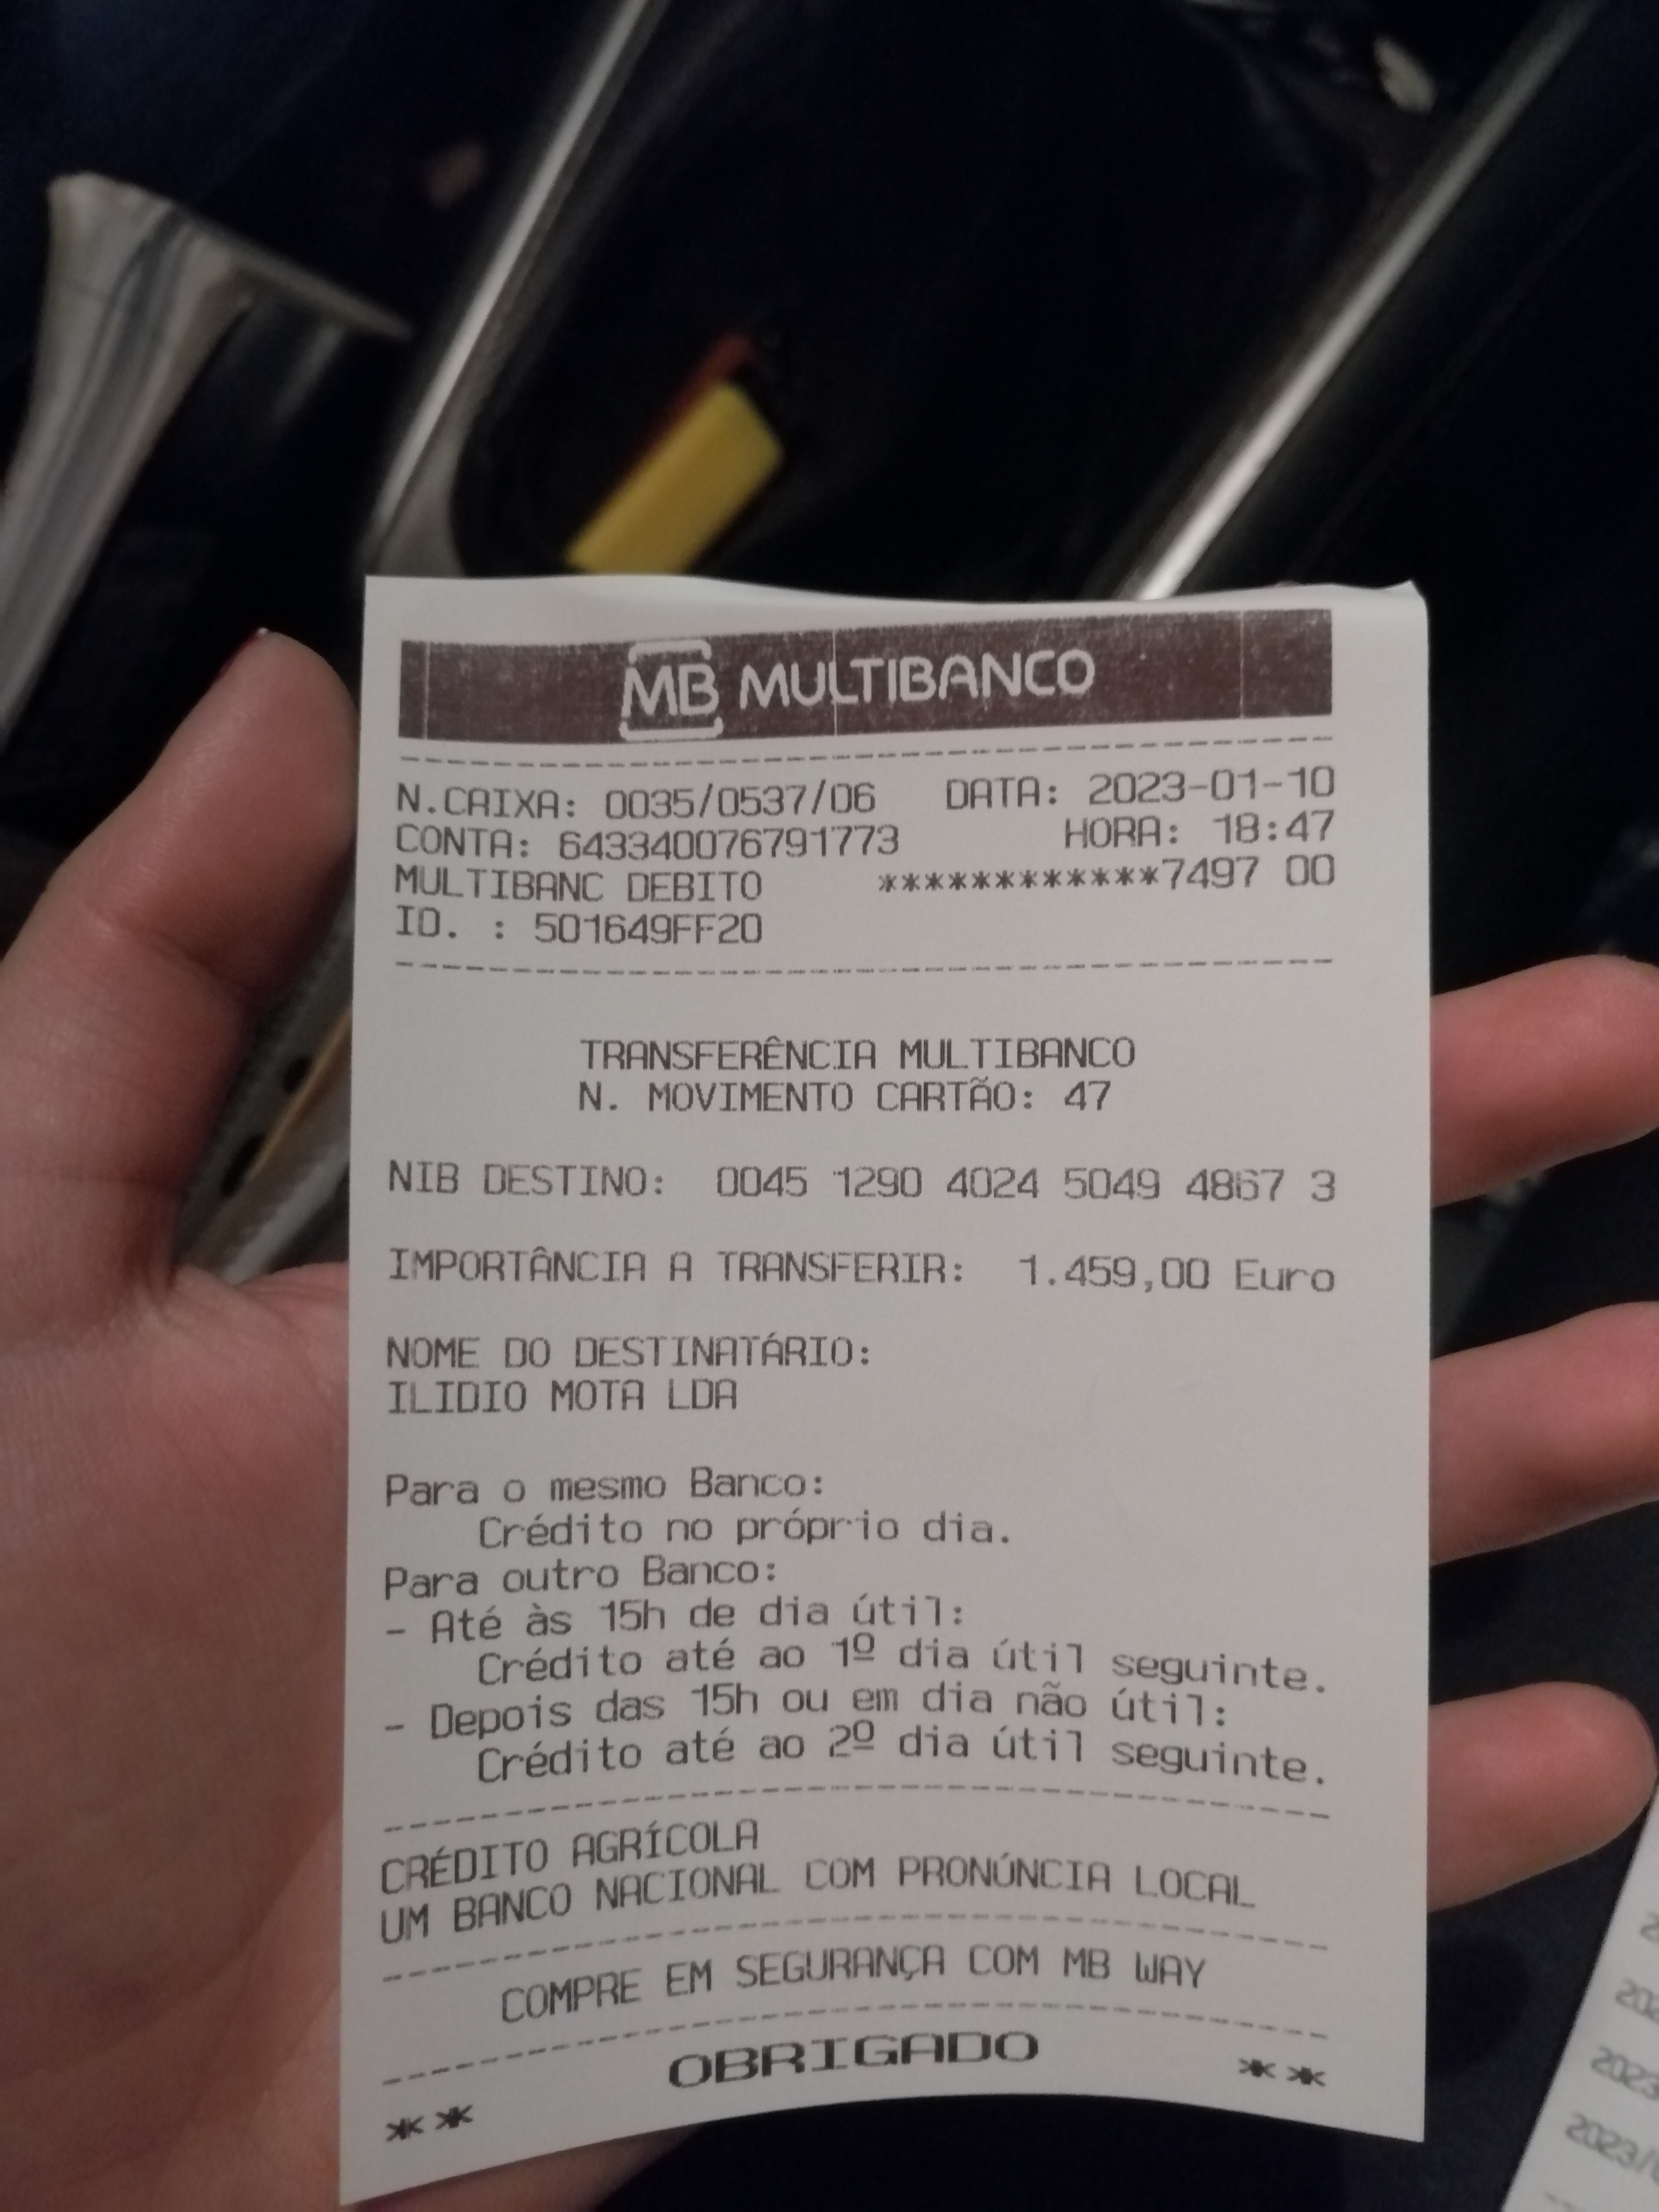 MB MULTIBANCO
N.CAIXA: 0035/0537/06 DATA: 2023-01-10
CONTA: 643340076791773 HORA: 18:47
MULTIBANC DEBITO ************7497 00
ID. : 501649FF20
TRANSFERÊNCIA MULTIBANCO
N. MOVIMENTO CARTÃO: 47
NIB DESTINO: 0045 1290 4024 5049 4867 3
IMPORTÂNCIA A TRANSFERIR: 1.459,00 Euro
NOME DO DESTINATÁRIO:
ILIDIO MOTA LDA
Para o mesmo Banco:
Crédito no próprio dia.
Para outro Banco:
- Até às 15h de dia útil:
Crédito até ao 1º dia útil seguinte.
- Depois das 15h ou em dia não útil:
Crédito até ao 2º dia útil seguinte.
CRÉDITO AGRÍCOLA
UM BANCO NACIONAL COM PRONÚNCIA LOCAL
COMPRE EM SEGURANÇA COM MB WAY
OBRIGADO
** **